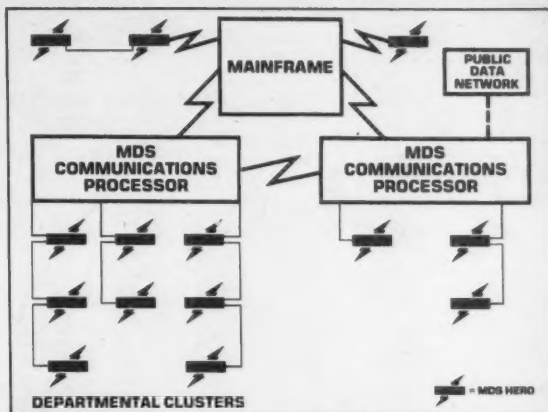 MAINFRAME
PUBLIC
DATA
NETWORK
MDS
COMMUNICATIONS
PROCESSOR
MDS
COMMUNICATIONS
PROCESSOR
DEPARTMENTAL CLUSTERS
= MDS HERO